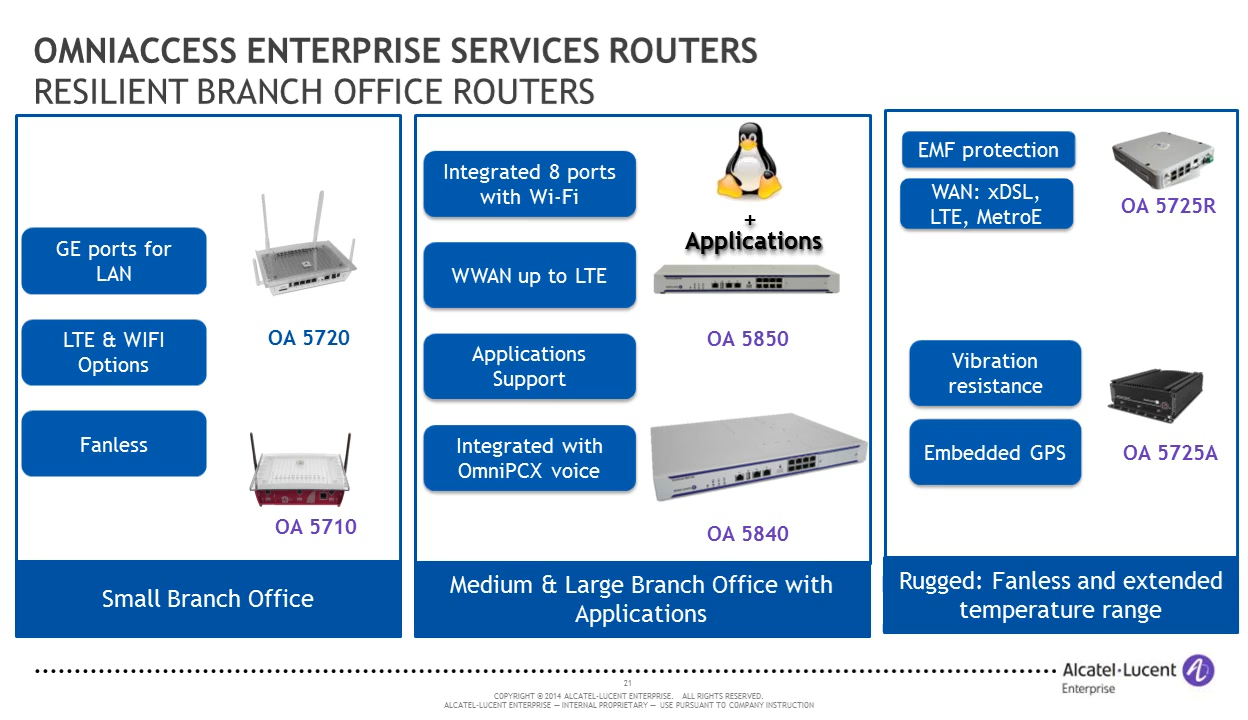 OMNIACCESS ENTERPRISE SERVICES ROUTERS
RESILIENT BRANCH OFFICE ROUTERS
GE ports for
LAN
LTE & WIFI
Options
Fanless
OA 5720
OA 5710
Small Branch Office
Integrated 8 ports
with Wi-Fi
WWAN up to LTE
Applications
Support
Integrated with
OmniPCX voice
+
Applications
OA 5850
OA 5840
Medium & Large Branch Office with
Applications
EMF protection
WAN: xDSL,
LTE, MetroE
OA 5725R
Vibration
resistance
Embedded GPS
OA 5725A
Rugged: Fanless and extended
temperature range
Alcatel·Lucent
Enterprise
21
COPYRIGHT © 2014 ALCATEL-LUCENT ENTERPRISE. ALL RIGHTS RESERVED.
ALCATEL-LUCENT ENTERPRISE — INTERNAL PROPRIETARY — USE PURSUANT TO COMPANY INSTRUCTION